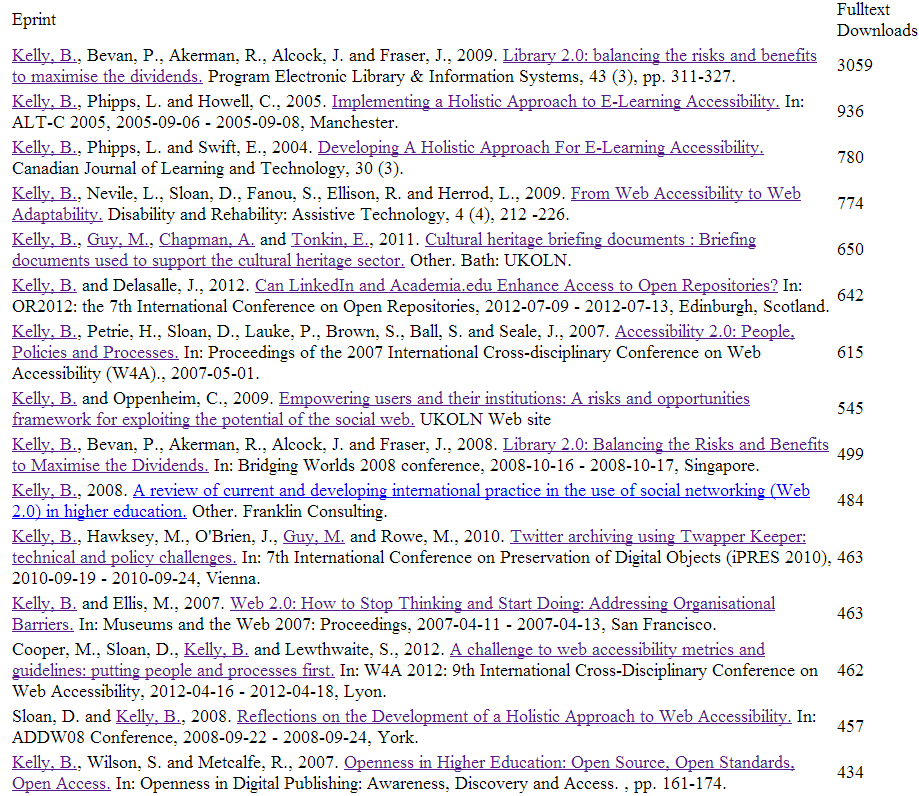 Eprint
Fulltext
Downloads
Kelly, B., Bevan, P., Akerman, R., Alcock, J. and Fraser, J., 2009. Library 2.0: balancing the risks and benefits
to maximise the dividends. Program Electronic Library & Information Systems, 43 (3), pp. 311-327.
3059
Kelly, B., Phipps, L. and Howell, C., 2005. Implementing a Holistic Approach to E-Learning Accessibility. In:
ALT-C 2005, 2005-09-06 - 2005-09-08, Manchester.
936
Kelly, B., Phipps, L. and Swift, E., 2004. Developing A Holistic Approach For E-Learning Accessibility.
Canadian Journal of Learning and Technology, 30 (3).
780
Kelly, B., Nevile, L., Sloan, D., Fanou, S., Ellison, R. and Herrod, L., 2009. From Web Accessibility to Web
Adaptability. Disability and Rehability: Assistive Technology, 4 (4), 212 -226.
774
Kelly, B., Guy, M., Chapman, A. and Tonkin, E., 2011. Cultural heritage briefing documents : Briefing
documents used to support the cultural heritage sector. Other. Bath: UKOLN.
650
Kelly, B. and Delasalle, J., 2012. Can LinkedIn and Academia.edu Enhance Access to Open Repositories? In:
OR2012: the 7th International Conference on Open Repositories, 2012-07-09 - 2012-07-13, Edinburgh, Scotland.
642
Kelly, B., Petrie, H., Sloan, D., Lauke, P., Brown, S., Ball, S. and Seale, J., 2007. Accessibility 2.0: People,
Policies and Processes. In: Proceedings of the 2007 International Cross-disciplinary Conference on Web
Accessibility (W4A)., 2007-05-01.
615
Kelly, B. and Oppenheim, C., 2009. Empowering users and their institutions: A risks and opportunities
framework for exploiting the potential of the social web. UKOLN Web site
545
Kelly, B., Bevan, P., Akerman, R., Alcock, J. and Fraser, J., 2008. Library 2.0: Balancing the Risks and Benefits
to Maximise the Dividends. In: Bridging Worlds 2008 conference, 2008-10-16 - 2008-10-17, Singapore.
499
Kelly, B., 2008. A review of current and developing international practice in the use of social networking (Web
2.0) in higher education. Other. Franklin Consulting.
484
Kelly, B., Hawksey, M., O'Brien, J., Guy, M. and Rowe, M., 2010. Twitter archiving using Twapper Keeper:
technical and policy challenges. In: 7th International Conference on Preservation of Digital Objects (iPRES 2010),
2010-09-19 - 2010-09-24, Vienna.
463
Kelly, B. and Ellis, M., 2007. Web 2.0: How to Stop Thinking and Start Doing: Addressing Organisational
Barriers. In: Museums and the Web 2007: Proceedings, 2007-04-11 - 2007-04-13, San Francisco.
463
Cooper, M., Sloan, D., Kelly, B. and Lewthwaite, S., 2012. A challenge to web accessibility metrics and
guidelines: putting people and processes first. In: W4A 2012: 9th International Cross-Disciplinary Conference on
Web Accessibility, 2012-04-16 - 2012-04-18, Lyon.
462
Sloan, D. and Kelly, B., 2008. Reflections on the Development of a Holistic Approach to Web Accessibility. In:
ADDW08 Conference, 2008-09-22 - 2008-09-24, York.
457
Kelly, B., Wilson, S. and Metcalfe, R., 2007. Openness in Higher Education: Open Source, Open Standards,
Open Access. In: Openness in Digital Publishing: Awareness, Discovery and Access. , pp. 161-174.
434